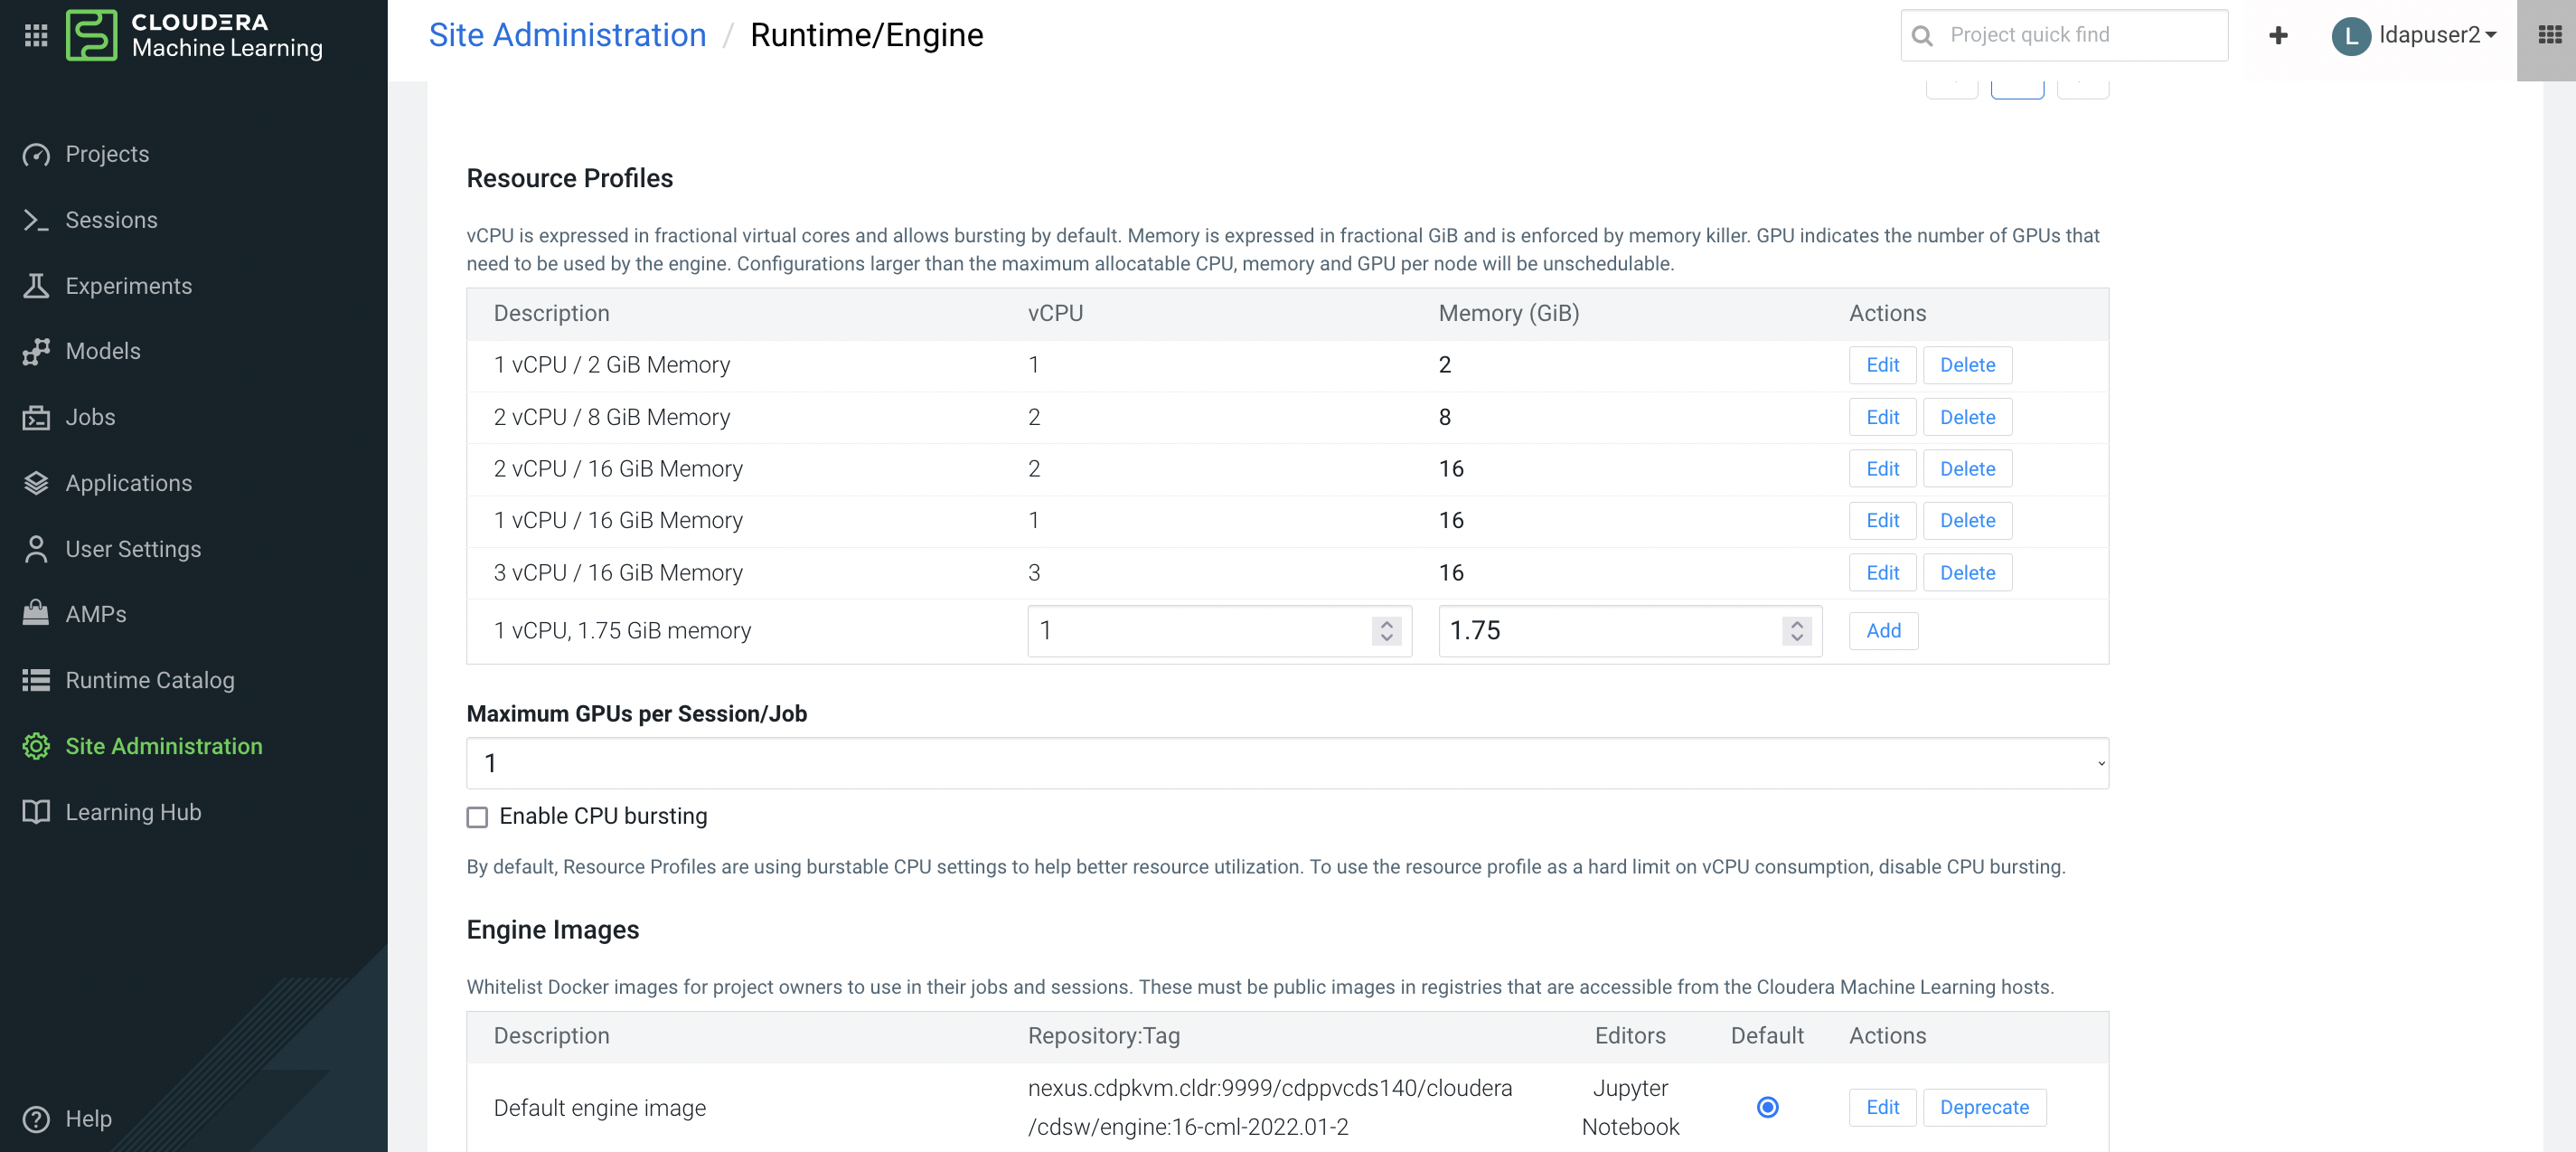 CLOUDERA
Machine Learning
Site Administration / Runtime/Engine
Project quick find
L
ldapuser2
Projects
Sessions
Experiments
Models
Jobs
Applications
User Settings
AMPs
Runtime Catalog
Site Administration
Learning Hub
Help
Resource Profiles
vCPU is expressed in fractional virtual cores and allows bursting by default. Memory is expressed in fractional GiB and is enforced by memory killer. GPU indicates the number of GPUs that
need to be used by the engine. Configurations larger than the maximum allocatable CPU, memory and GPU per node will be unschedulable.
Description vCPU Memory (GiB) Actions
1 vCPU / 2 GiB Memory 1 2 Edit Delete
2 vCPU / 8 GiB Memory 2 8 Edit Delete
2 vCPU / 16 GiB Memory 2 16 Edit Delete
1 vCPU / 16 GiB Memory 1 16 Edit Delete
3 vCPU / 16 GiB Memory 3 16 Edit Delete
1 vCPU, 1.75 GiB memory 1 1.75 Add
Maximum GPUs per Session/Job
1
Enable CPU bursting
By default, Resource Profiles are using burstable CPU settings to help better resource utilization. To use the resource profile as a hard limit on vCPU consumption, disable CPU bursting.
Engine Images
Whitelist Docker images for project owners to use in their jobs and sessions. These must be public images in registries that are accessible from the Cloudera Machine Learning hosts.
Description Repository:Tag Editors Default Actions
Default engine image nexus.cdpkvm.cldr:9999/cdppvcds140/cloudera Jupyter Edit Deprecate
/cdsw/engine:16-cml-2022.01-2 Notebook